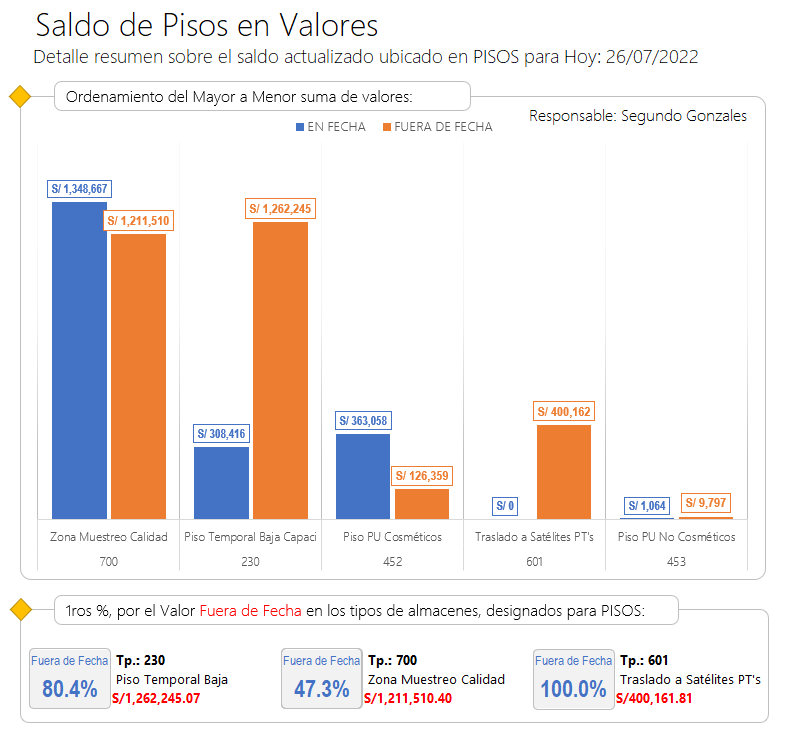 Saldo de Pisos en Valores
Detalle resumen sobre el saldo actualizado ubicado en PISOS para Hoy: 26/07/2022
Ordenamiento del Mayor a Menor suma de valores:
Responsable: Segundo Gonzales
EN FECHA FUERA DE FECHA
S/ 1,348,667
S/ 1,211,510
S/ 308,416
S/ 1,262,245
S/ 363,058
S/ 126,359
S/ 0
S/ 400,162
S/ 1,064
S/ 9,797
Zona Muestreo Calidad
Piso Temporal Baja Capaci
Piso PU Cosméticos
Traslado a Satélites PT's
Piso PU No Cosméticos
700
230
452
601
453
1ros %, por el Valor Fuera de Fecha en los tipos de almacenes, designados para PISOS:
Fuera de Fecha
80.4%
Tp.: 230
Piso Temporal Baja
S/1,262,245.07
Fuera de Fecha
47.3%
Tp.: 700
Zona Muestreo Calidad
S/1,211,510.40
Fuera de Fecha
100.0%
Tp.: 601
Traslado a Satélites PT's
S/400,161.81